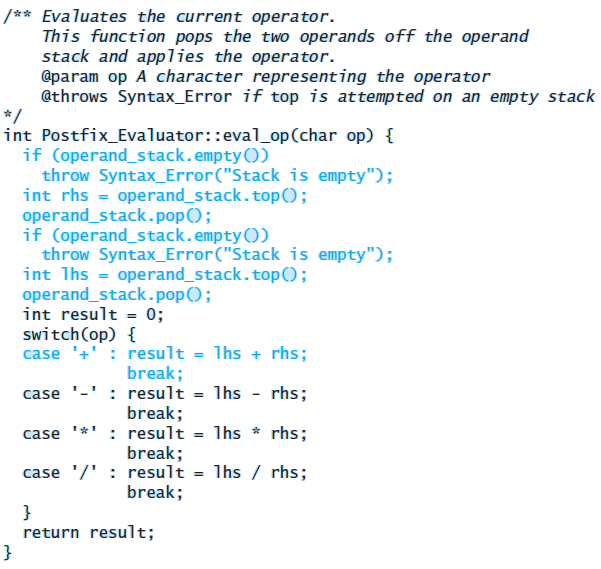 /** Evaluates the current operator.
    This function pops the two operands off the operand
    stack and applies the operator.
    @param op A character representing the operator
    @throws Syntax_Error if top is attempted on an empty stack
*/
int Postfix_Evaluator::eval_op(char op) {
  if (operand_stack.empty())
    throw Syntax_Error("Stack is empty");
  int rhs = operand_stack.top();
  operand_stack.pop();
  if (operand_stack.empty())
    throw Syntax_Error("Stack is empty");
  int lhs = operand_stack.top();
  operand_stack.pop();
  int result = 0;
  switch(op) {
  case '+' : result = lhs + rhs;
             break;
  case '-' : result = lhs - rhs;
             break;
  case '*' : result = lhs * rhs;
             break;
  case '/' : result = lhs / rhs;
             break;
  }
  return result;
}